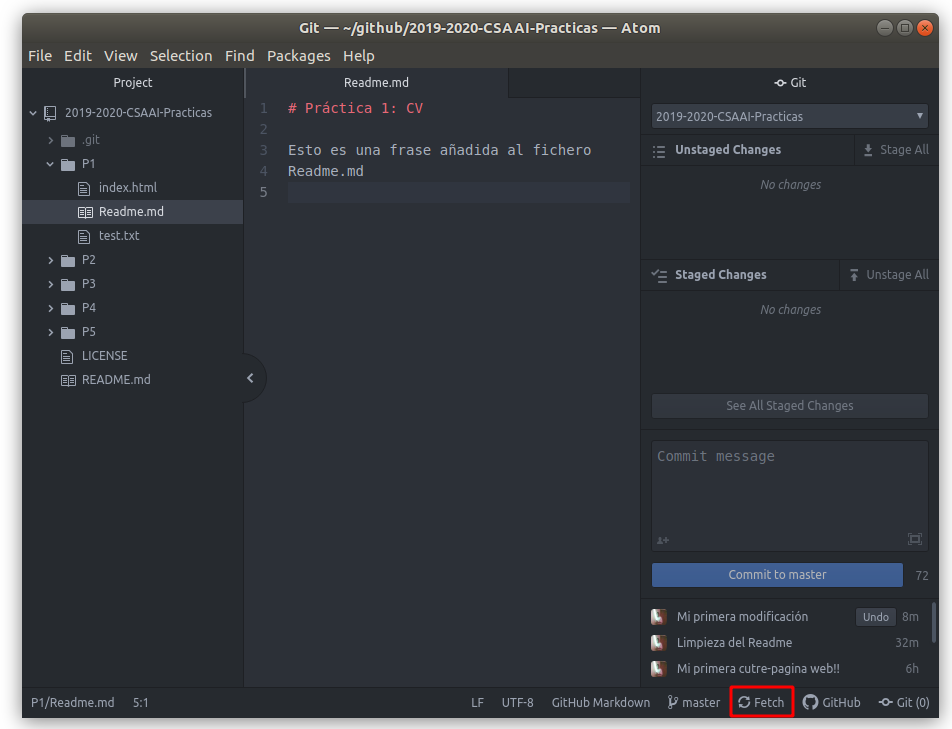 Git — ~/github/2019-2020-CSAAI-Practicas — Atom
File Edit View Selection Find Packages Help
Project
2019-2020-CSAAI-Practicas
.git
P1
index.html
Readme.md
test.txt
P2
P3
P4
P5
LICENSE
README.md
Readme.md
1 # Práctica 1: CV
2
3 Esto es una frase añadida al fichero
4 Readme.md
5
Git
2019-2020-CSAAI-Practicas
Unstaged Changes Stage All
No changes
Staged Changes Unstage All
No changes
See All Staged Changes
Commit message
Commit to master 72
Mi primera modificación Undo 8m
Limpieza del Readme 32m
Mi primera cutre-pagina web!! 6h
P1/Readme.md 5:1 LF UTF-8 GitHub Markdown master Fetch GitHub Git (0)